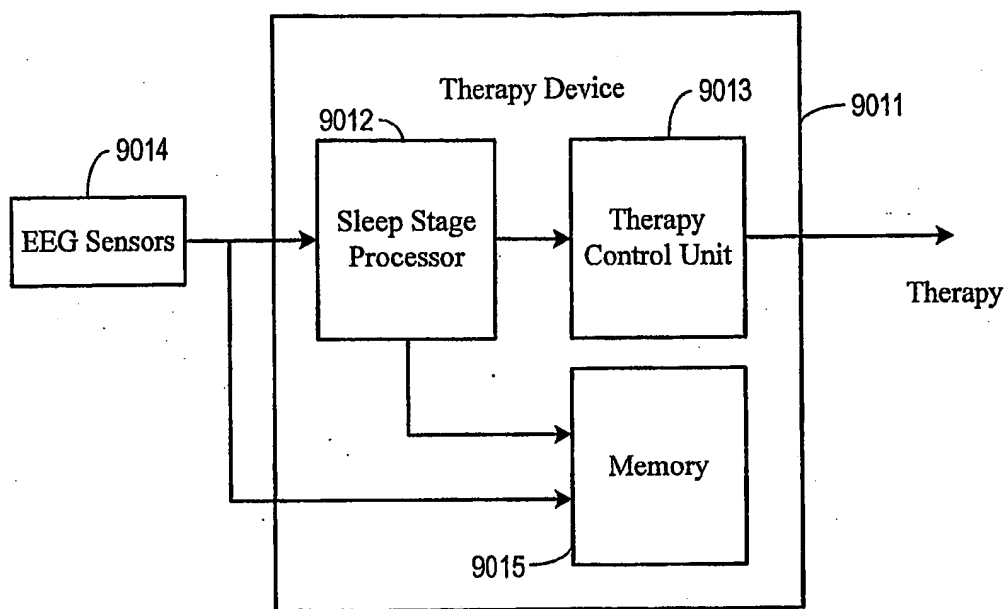 Therapy Device
9011
9012
9013
9014
EEG Sensors
Sleep Stage
Processor
Therapy
Control Unit
Therapy
Memory
9015